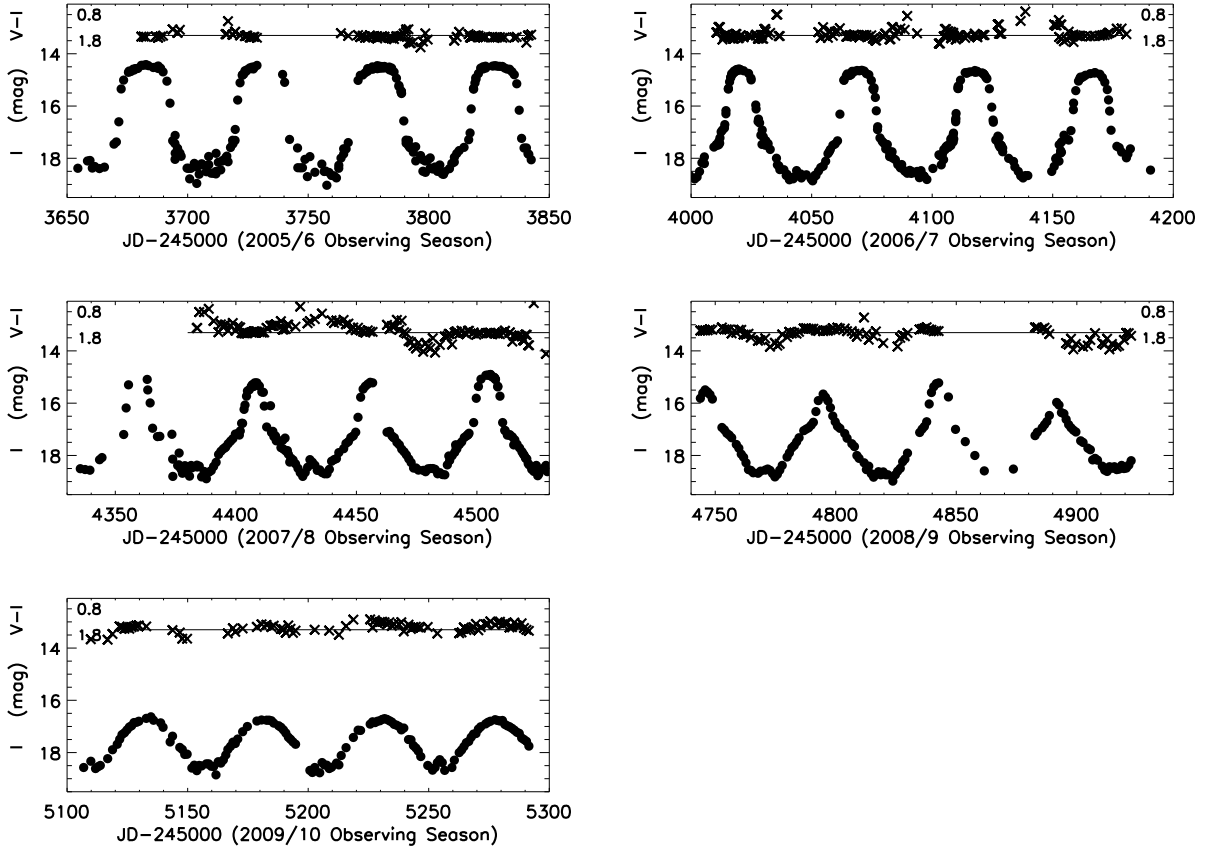 V-I
0.8
1.8
I (mag)
14
16
18
3650 3700 3750 3800 3850
JD-245000 (2005/6 Observing Season)
V-I
0.8
1.8
I (mag)
14
16
18
4000 4050 4100 4150 4200
JD-245000 (2006/7 Observing Season)
V-I
0.8
1.8
I (mag)
14
16
18
4350 4400 4450 4500
JD-245000 (2007/8 Observing Season)
V-I
0.8
1.8
I (mag)
14
16
18
4750 4800 4850 4900
JD-245000 (2008/9 Observing Season)
V-I
0.8
1.8
I (mag)
14
16
18
5100 5150 5200 5250 5300
JD-245000 (2009/10 Observing Season)